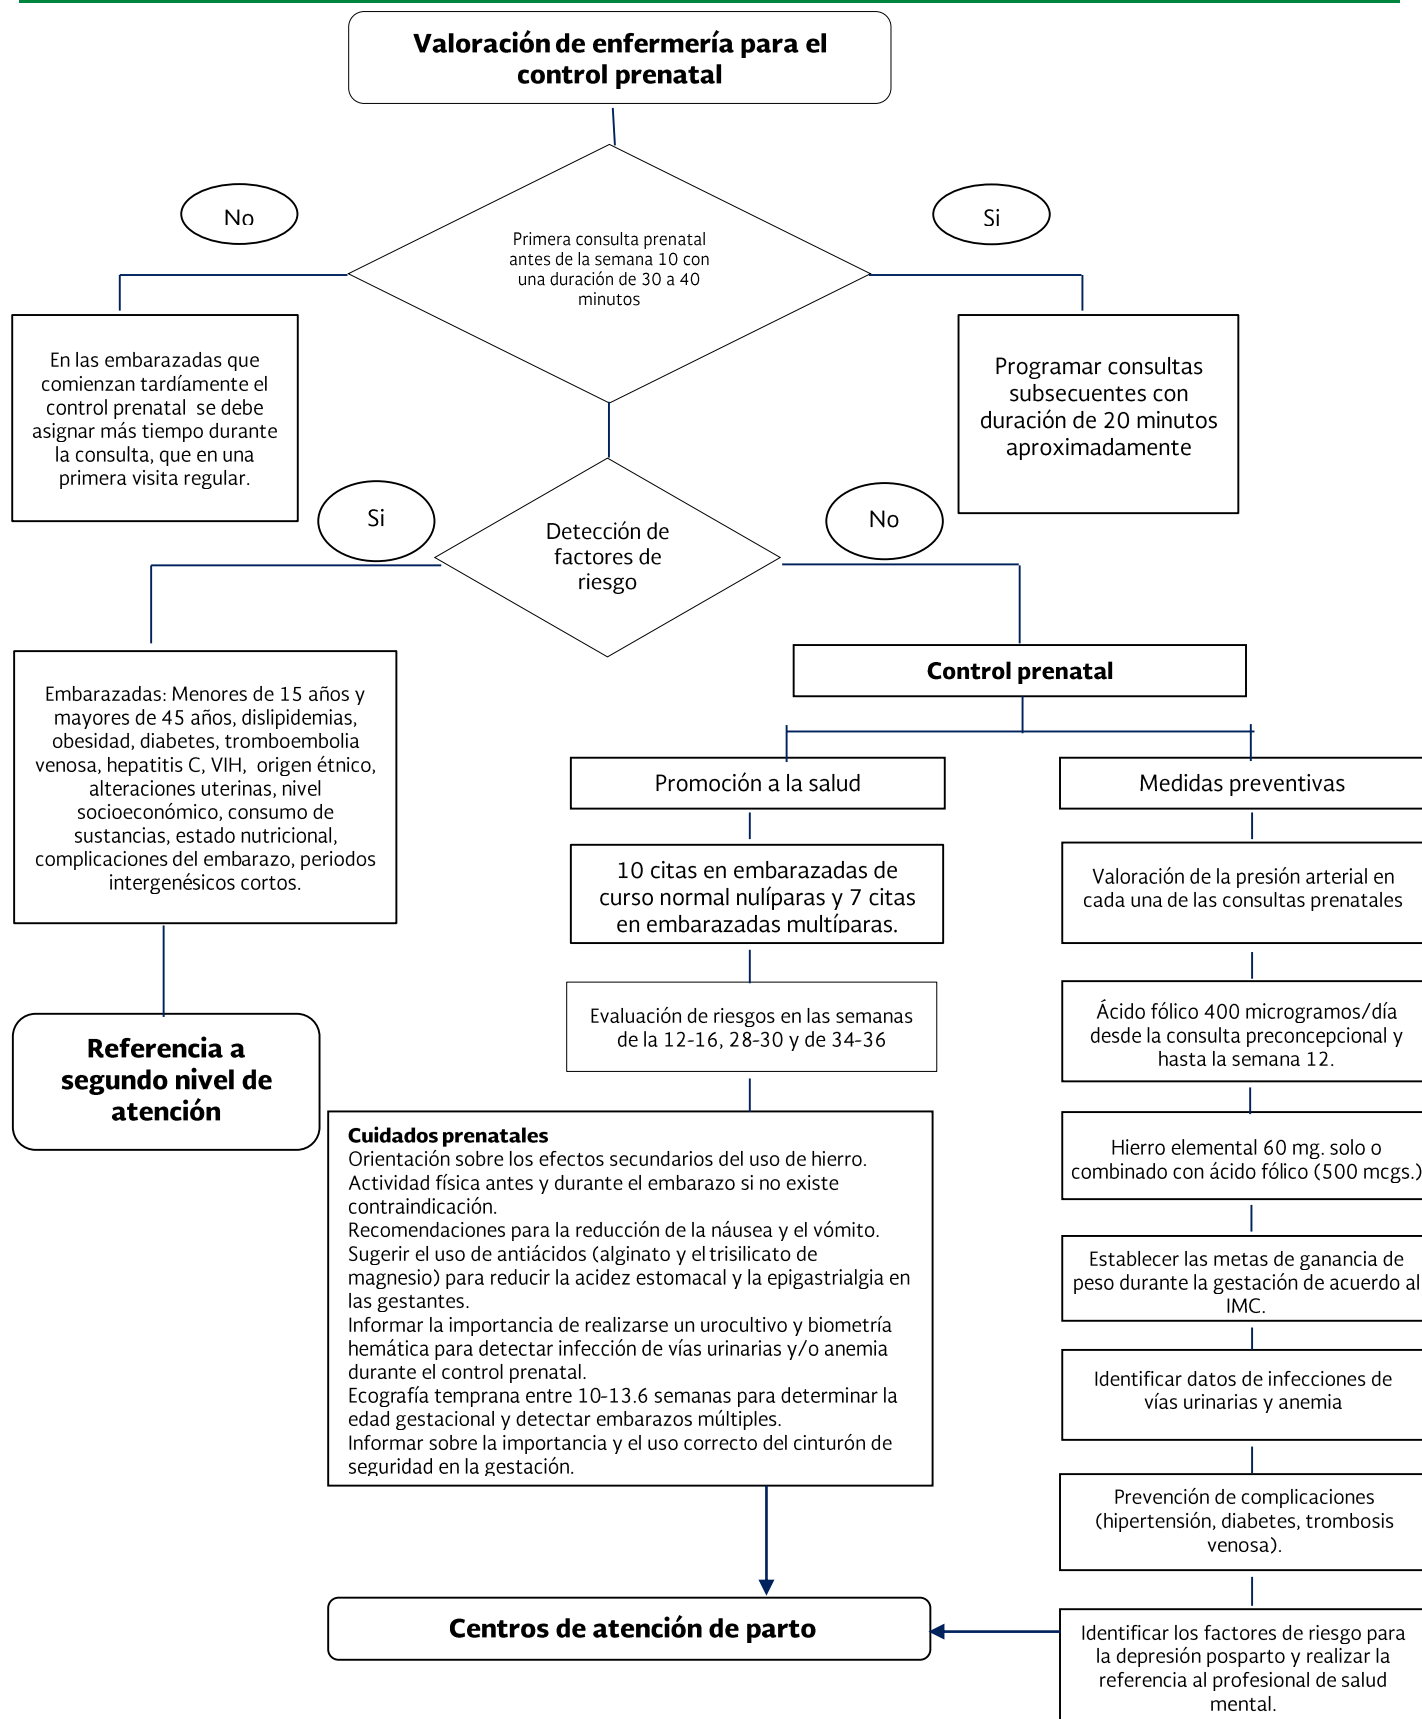 Valoración de enfermería para el
control prenatal
No
Si
Primera consulta prenatal
antes de la semana 10 con
una duración de 30 a 40
minutos
En las embarazadas que
comienzan tardíamente el
control prenatal se debe
asignar más tiempo durante
la consulta, que en una
primera visita regular.
Programar consultas
subsecuentes con
duración de 20 minutos
aproximadamente
Si
No
Detección de
factores de
riesgo
Embarazadas: Menores de 15 años y
mayores de 45 años, dislipidemias,
obesidad, diabetes, tromboembolia
venosa, hepatitis C, VIH, origen étnico,
alteraciones uterinas, nivel
socioeconómico, consumo de
sustancias, estado nutricional,
complicaciones del embarazo, periodos
intergenésicos cortos.
Referencia a
segundo nivel de
atención
Control prenatal
Promoción a la salud
10 citas en embarazadas de
curso normal nulíparas y 7 citas
en embarazadas multíparas.
Evaluación de riesgos en las semanas
de la 12-16, 28-30 y de 34-36
Cuidados prenatales
Orientación sobre los efectos secundarios del uso de hierro.
Actividad física antes y durante el embarazo si no existe
contraindicación.
Recomendaciones para la reducción de la náusea y el vómito.
Sugerir el uso de antiácidos (alginato y el trisilicato de
magnesio) para reducir la acidez estomacal y la epigastrialgia en
las gestantes.
Informar la importancia de realizarse un urocultivo y biometría
hemática para detectar infección de vías urinarias y/o anemia
durante el control prenatal.
Ecografía temprana entre 10-13.6 semanas para determinar la
edad gestacional y detectar embarazos múltiples.
Informar sobre la importancia y el uso correcto del cinturón de
seguridad en la gestación.
Medidas preventivas
Valoración de la presión arterial en
cada una de las consultas prenatales
Ácido fólico 400 microgramos/día
desde la consulta preconcepcional y
hasta la semana 12.
Hierro elemental 60 mg. solo o
combinado con ácido fólico (500 mcgs.)
Establecer las metas de ganancia de
peso durante la gestación de acuerdo al
IMC.
Identificar datos de infecciones de
vías urinarias y anemia
Prevención de complicaciones
(hipertensión, diabetes, trombosis
venosa).
Identificar los factores de riesgo para
la depresión posparto y realizar la
referencia al profesional de salud
mental.
Centros de atención de parto